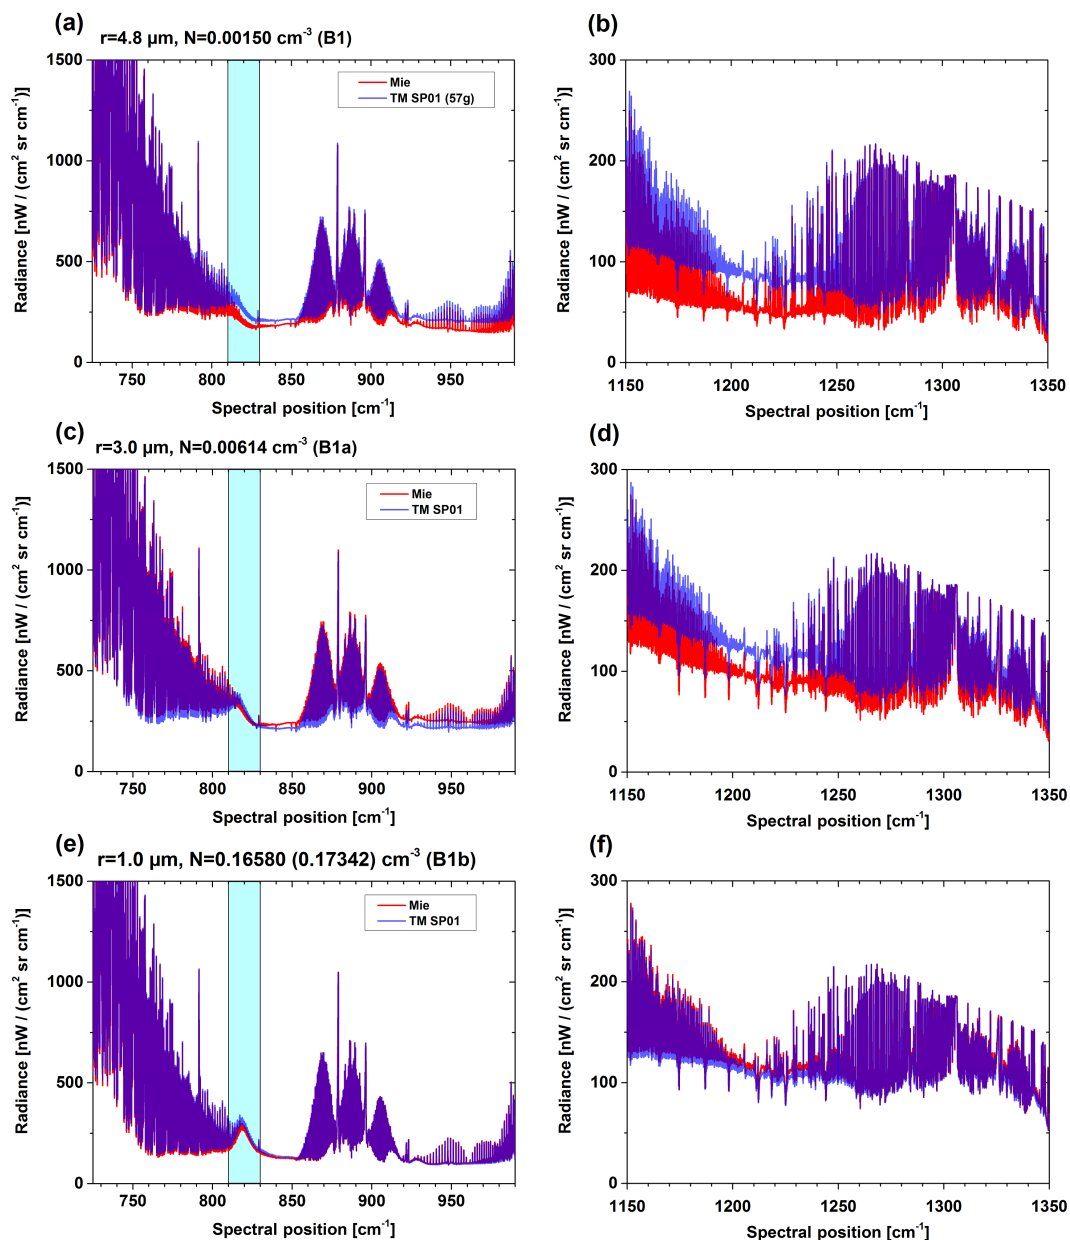 (a)
r=4.8 µm, N=0.00150 cm-3 (B1)
1500
1000
500
0
Radiance [nW / (cm2 sr cm-1)]
Mie
TM SP01 (57g)
750 800 850 900 950
Spectral position [cm-1]
(b)
300
200
100
0
Radiance [nW / (cm2 sr cm-1)]
1150 1200 1250 1300 1350
Spectral position [cm-1]
(c)
r=3.0 µm, N=0.00614 cm-3 (B1a)
1500
1000
500
0
Radiance [nW / (cm2 sr cm-1)]
Mie
TM SP01
750 800 850 900 950
Spectral position [cm-1]
(d)
300
200
100
0
Radiance [nW / (cm2 sr cm-1)]
1150 1200 1250 1300 1350
Spectral position [cm-1]
(e)
r=1.0 µm, N=0.16580 (0.17342) cm-3 (B1b)
1500
1000
500
0
Radiance [nW / (cm2 sr cm-1)]
Mie
TM SP01
750 800 850 900 950
Spectral position [cm-1]
(f)
300
200
100
0
Radiance [nW / (cm2 sr cm-1)]
1150 1200 1250 1300 1350
Spectral position [cm-1]